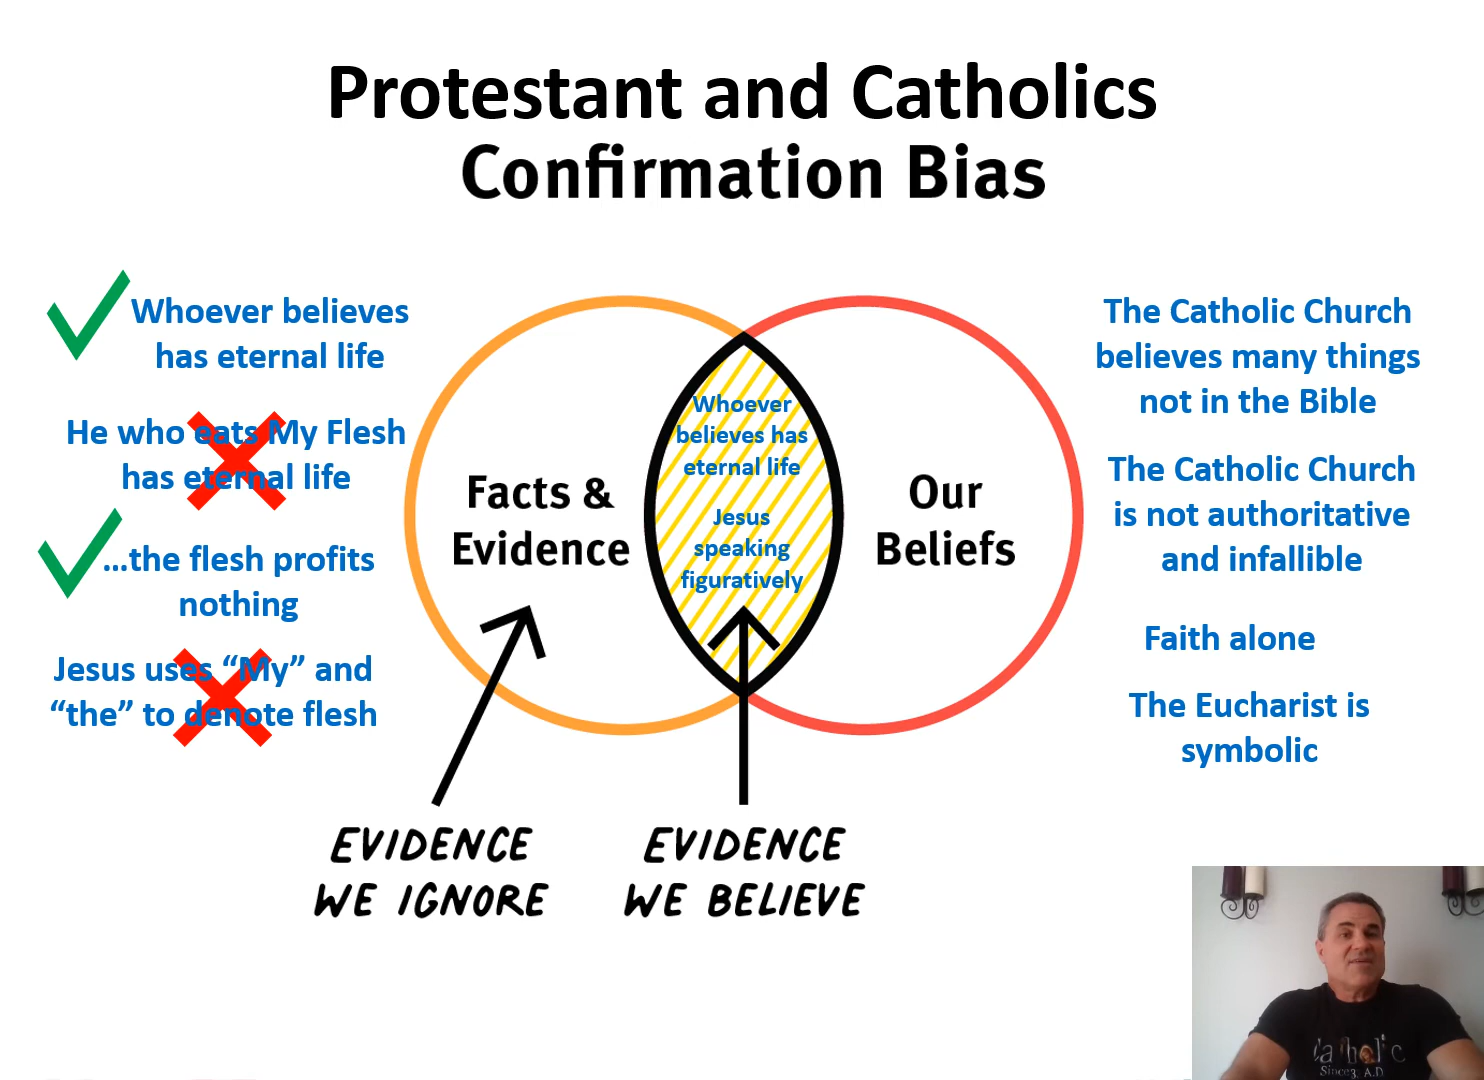 Protestant and Catholics
Confirmation Bias
Whoever believes
has eternal life
He who eats My Flesh
has eternal life
...the flesh profits
nothing
Jesus uses “My” and
“the” to denote flesh
Facts &
Evidence
Whoever
believes has
eternal life
Jesus
speaking
figuratively
Our
Beliefs
The Catholic Church
believes many things
not in the Bible
The Catholic Church
is not authoritative
and infallible
Faith alone
The Eucharist is
symbolic
EVIDENCE
WE IGNORE
EVIDENCE
WE BELIEVE
Since
A.D